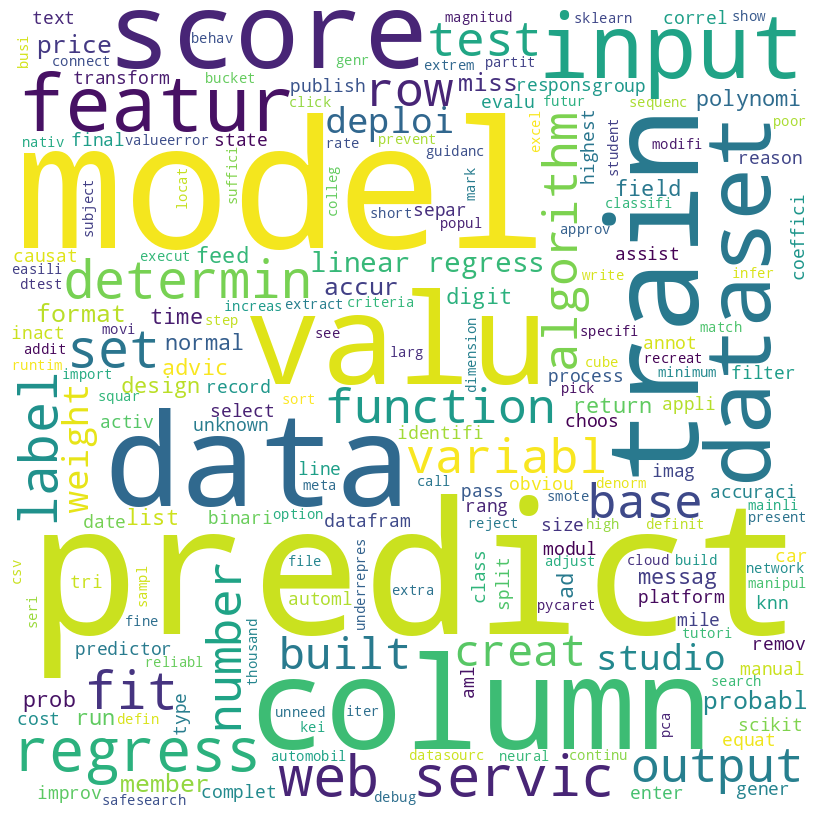 text
busi
behav
score
magnitud
sklearn
correl
show
input
connect
price
test
extrem
partit
genr
transform
bucket
publish
row
miss
respons
group
featur
click
evalu
futur
sequenc
polynomi
poor
deploi
nativ
final
valueerror
state
rate
prevent
guidanc
excel
highest
student
modifi
reason
model
algorithm
train
dataset
subject
locat
suffici
colleg
mark
short
separ
popul
field
classifi
approv
coeffici
causat
execut
feed
linear regress
assist
write
infer
easili
dtest
determin
accur
digit
increas
extract
criteria
format
time
step
see
valu
dimension
specifi
annot
match
inact
movi
set
normal
larg
recreat
addit
runtim
advic
cube
minimum
filter
import
process
label
squar
design
record
sort
pick
return
appli
weight
activ
select
function
choos
unknown
identifi
data
variabl
imag
line
meta
call
obviou
denorm
pass
smote
base
accuraci
date
list
binari
option
datafram
rang
reject
size
high
definit
mainli
present
predict
csv
seri
tri
sampl
fine
file
automl
underrepres
extra
class
split
ad
modul
adjust
cloud
build
network
messag
manipul
car
pycaret
platform
knn
mile
tutori
predictor
reliabl
number
thousand
built
creat
studio
remov
prob
fit
column
aml
search
manual
cost
run
defin
type
unneed
iter
kei
pca
probabl
scikit
equat
regress
automobil
datasourc
neural
continu
member
web servic
output
improv
safesearch
complet
debug
enter
gener